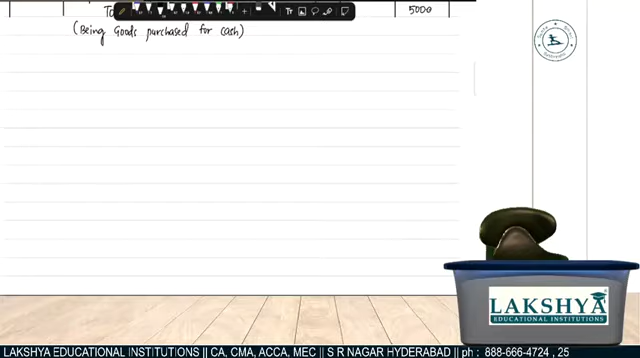 To 5000
(Being Goods purchased for cash)
Tr
LAKSHYA
EDUCATIONAL INSTITUTIONS
LAKSHYA EDUCATIONAL INSTITUTIONS || CA, CMA, ACCA, MEC || S R NAGAR HYDERABAD || ph : 888-666-4724 , 25